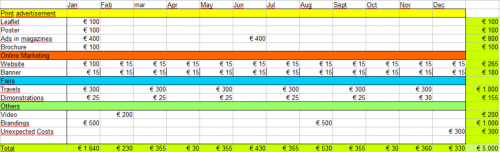 Jan Feb mar Apr May Jun Jul Aug Sept Oct Nov Dec
Print advertisement
Leaflet € 100 € 100
Poster € 100 € 100
Ads in magazines € 400 € 400 € 800
Brochure € 100 € 100
Online Marketing
Website € 100 € 15 € 15 € 15 € 15 € 15 € 15 € 15 € 15 € 15 € 15 € 15 € 265
Banner € 15 € 15 € 15 € 15 € 15 € 15 € 15 € 15 € 15 € 15 € 15 € 15 € 180
Fairs
Travels € 300 € 300 € 300 € 300 € 300 € 300 € 1.800
Dimonstrations € 25 € 25 € 25 € 25 € 25 € 30 € 155
Others
Video € 200 € 200
Brandings € 500 € 500 € 1.000
Unexpected Costs € 300 € 300
Total € 1.640 € 230 € 355 € 30 € 355 € 430 € 355 € 530 € 355 € 30 € 360 € 330 € 5.000